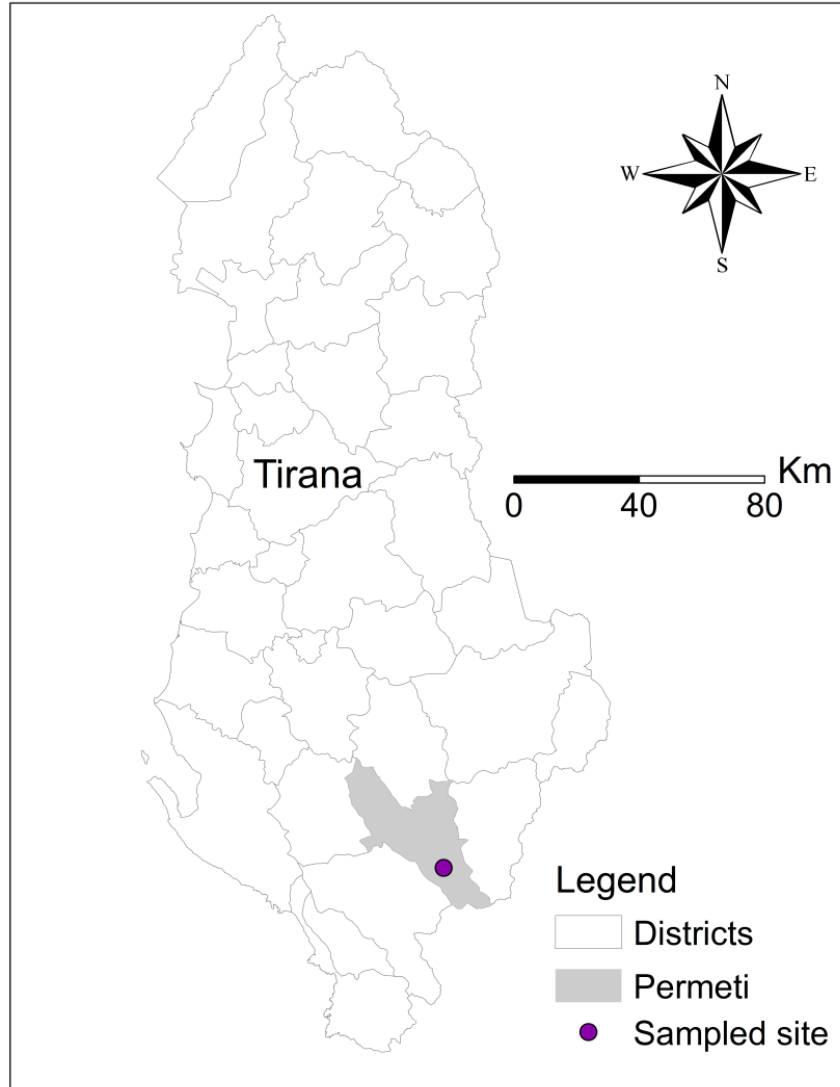 N
W E
S
Tirana
Km
0 40 80
Legend
Districts
Permeti
Sampled site